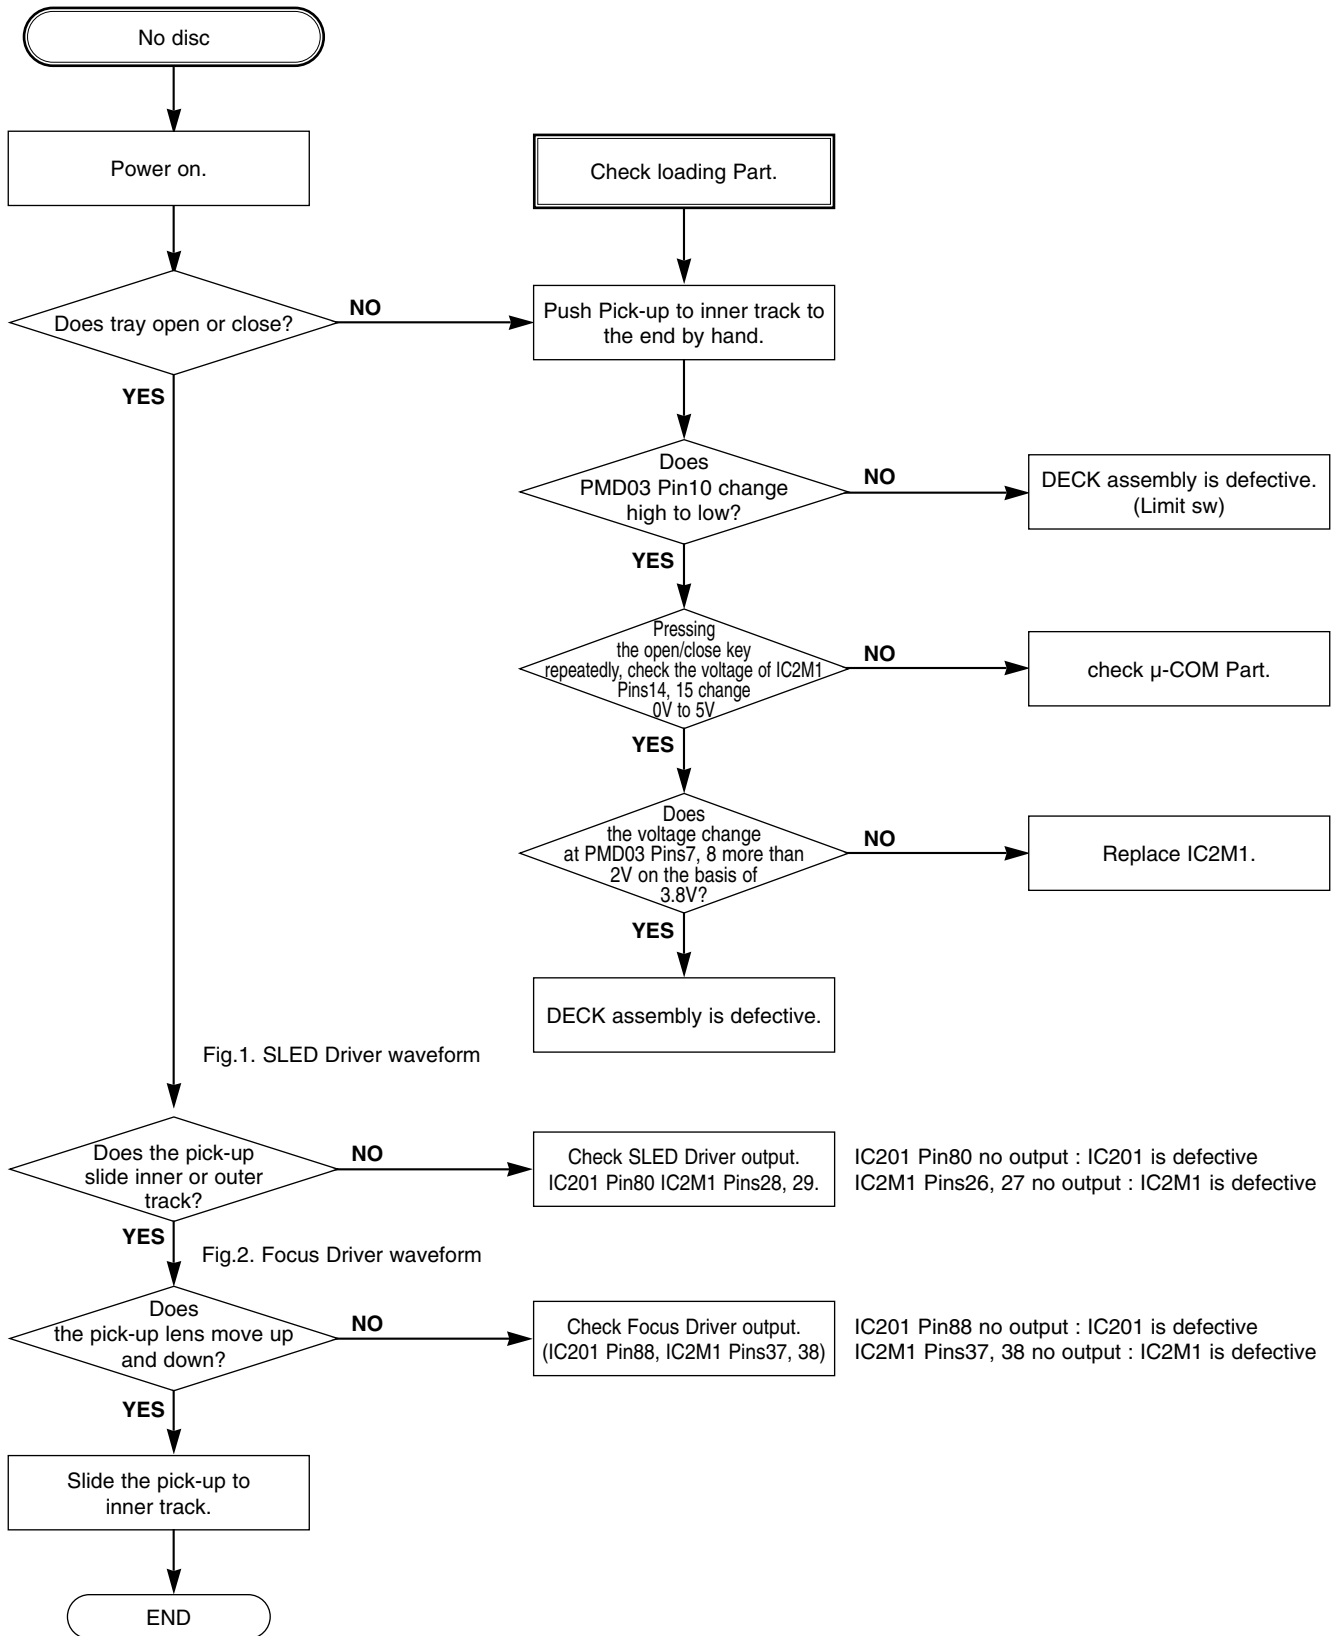 No disc
Power on.
Check loading Part.
Does tray open or close?
NO
Push Pick-up to inner track to
the end by hand.
YES
Does
PMD03 Pin10 change
high to low?
NO
DECK assembly is defective.
(Limit sw)
YES
Pressing
the open/close key
repeatedly, check the voltage of IC2M1
Pins14, 15 change
0V to 5V
NO
check µ-COM Part.
YES
Does
the voltage change
at PMD03 Pins7, 8 more than
2V on the basis of
3.8V?
NO
Replace IC2M1.
YES
DECK assembly is defective.
Fig.1. SLED Driver waveform
Does the pick-up
slide inner or outer
track?
NO
Check SLED Driver output.
IC201 Pin80 IC2M1 Pins28, 29.
IC201 Pin80 no output : IC201 is defective
IC2M1 Pins26, 27 no output : IC2M1 is defective
YES
Fig.2. Focus Driver waveform
Does
the pick-up lens move up
and down?
NO
Check Focus Driver output.
(IC201 Pin88, IC2M1 Pins37, 38)
IC201 Pin88 no output : IC201 is defective
IC2M1 Pins37, 38 no output : IC2M1 is defective
YES
Slide the pick-up to
inner track.
END